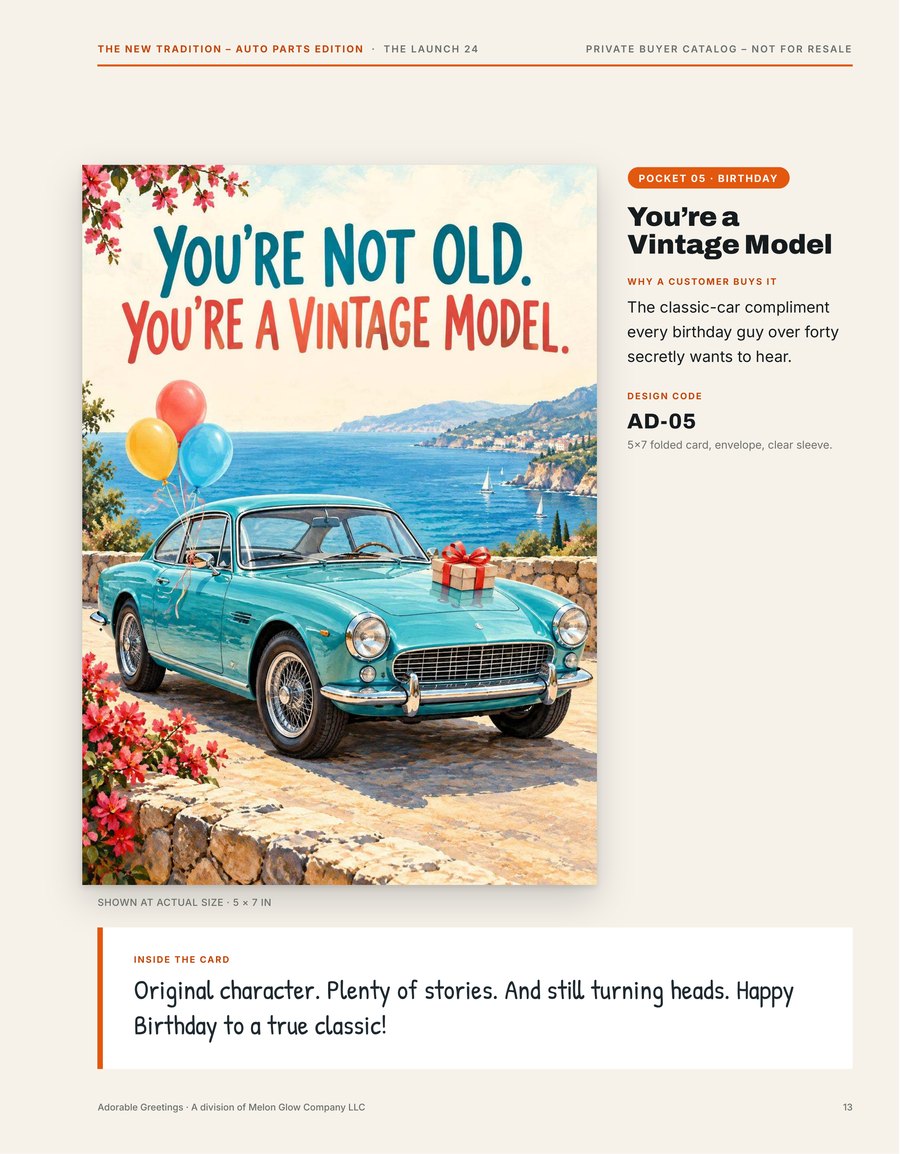 THE NEW TRADITION – AUTO PARTS EDITION · THE LAUNCH 24
PRIVATE BUYER CATALOG – NOT FOR RESALE
YOU'RE NOT OLD.
YOU'RE A VINTAGE MODEL.
POCKET 05 · BIRTHDAY
You're a
Vintage Model
WHY A CUSTOMER BUYS IT
The classic-car compliment
every birthday guy over forty
secretly wants to hear.
DESIGN CODE
AD-05
5×7 folded card, envelope, clear sleeve.
SHOWN AT ACTUAL SIZE · 5 × 7 IN
INSIDE THE CARD
Original character. Plenty of stories. And still turning heads. Happy
Birthday to a true classic!
Adorable Greetings · A division of Melon Glow Company LLC
13